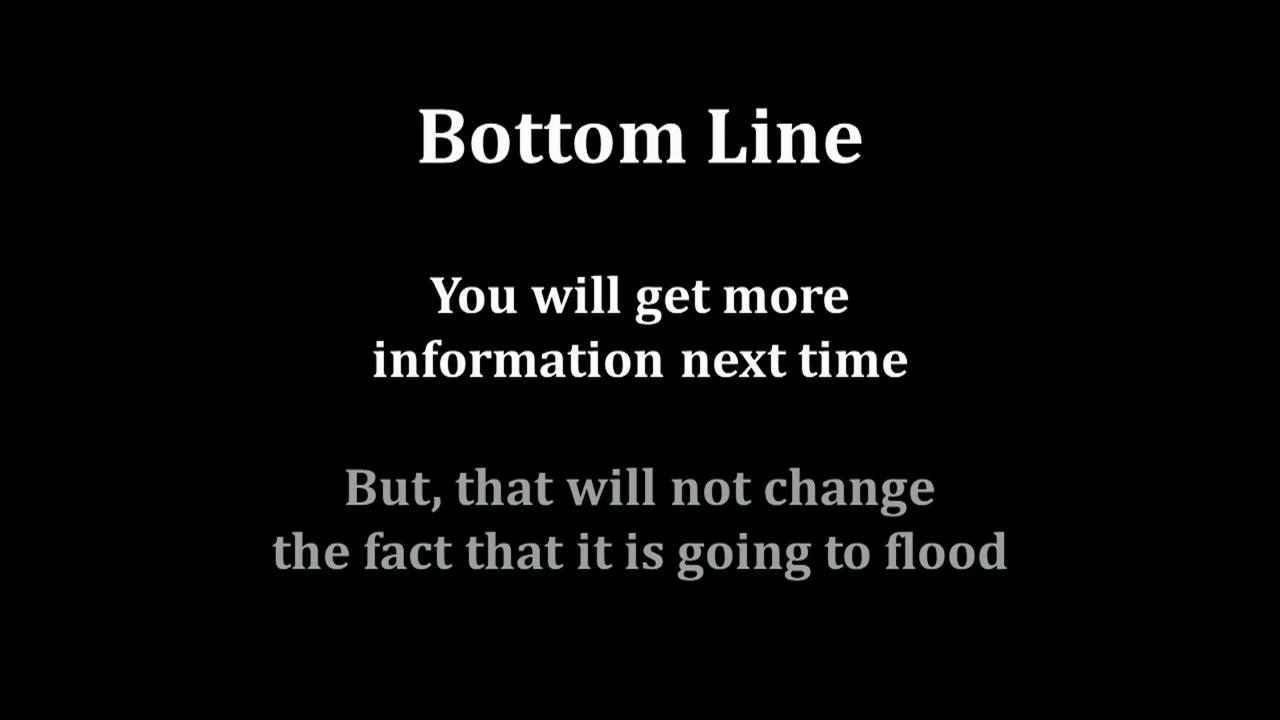 Bottom Line
You will get more
information next time
But, that will not change
the fact that it is going to flood